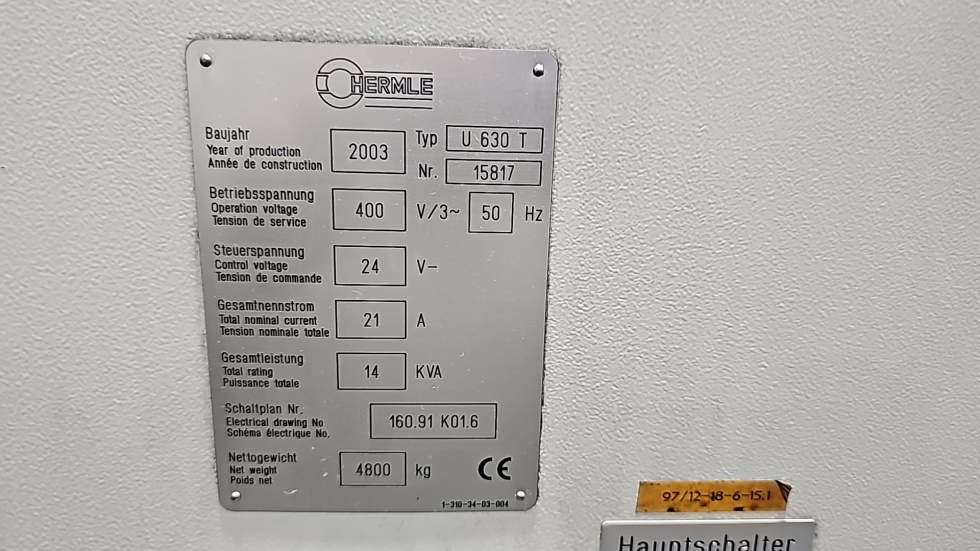 HERMLE
Baujahr
Year of production
Année de construction
2003
Typ U 630 T
Nr. 15817
Betriebsspannung
Operation voltage
Tension de service
400 V/3~ 50 Hz
Steuerspannung
Control voltage
Tension de commande
24 V–
Gesamtnennstrom
Total nominal current
Tension nominale totale
21 A
Gesamtleistung
Total rating
Puissance totale
14 KVA
Schaltplan Nr.
Electrical drawing No
Schéma électrique No.
160.91 K01.6
Nettogewicht
Net weight
Poids net
4800 kg
CE
1-310-34-03-004
97/12-18-6-15.1
Hauptschalter